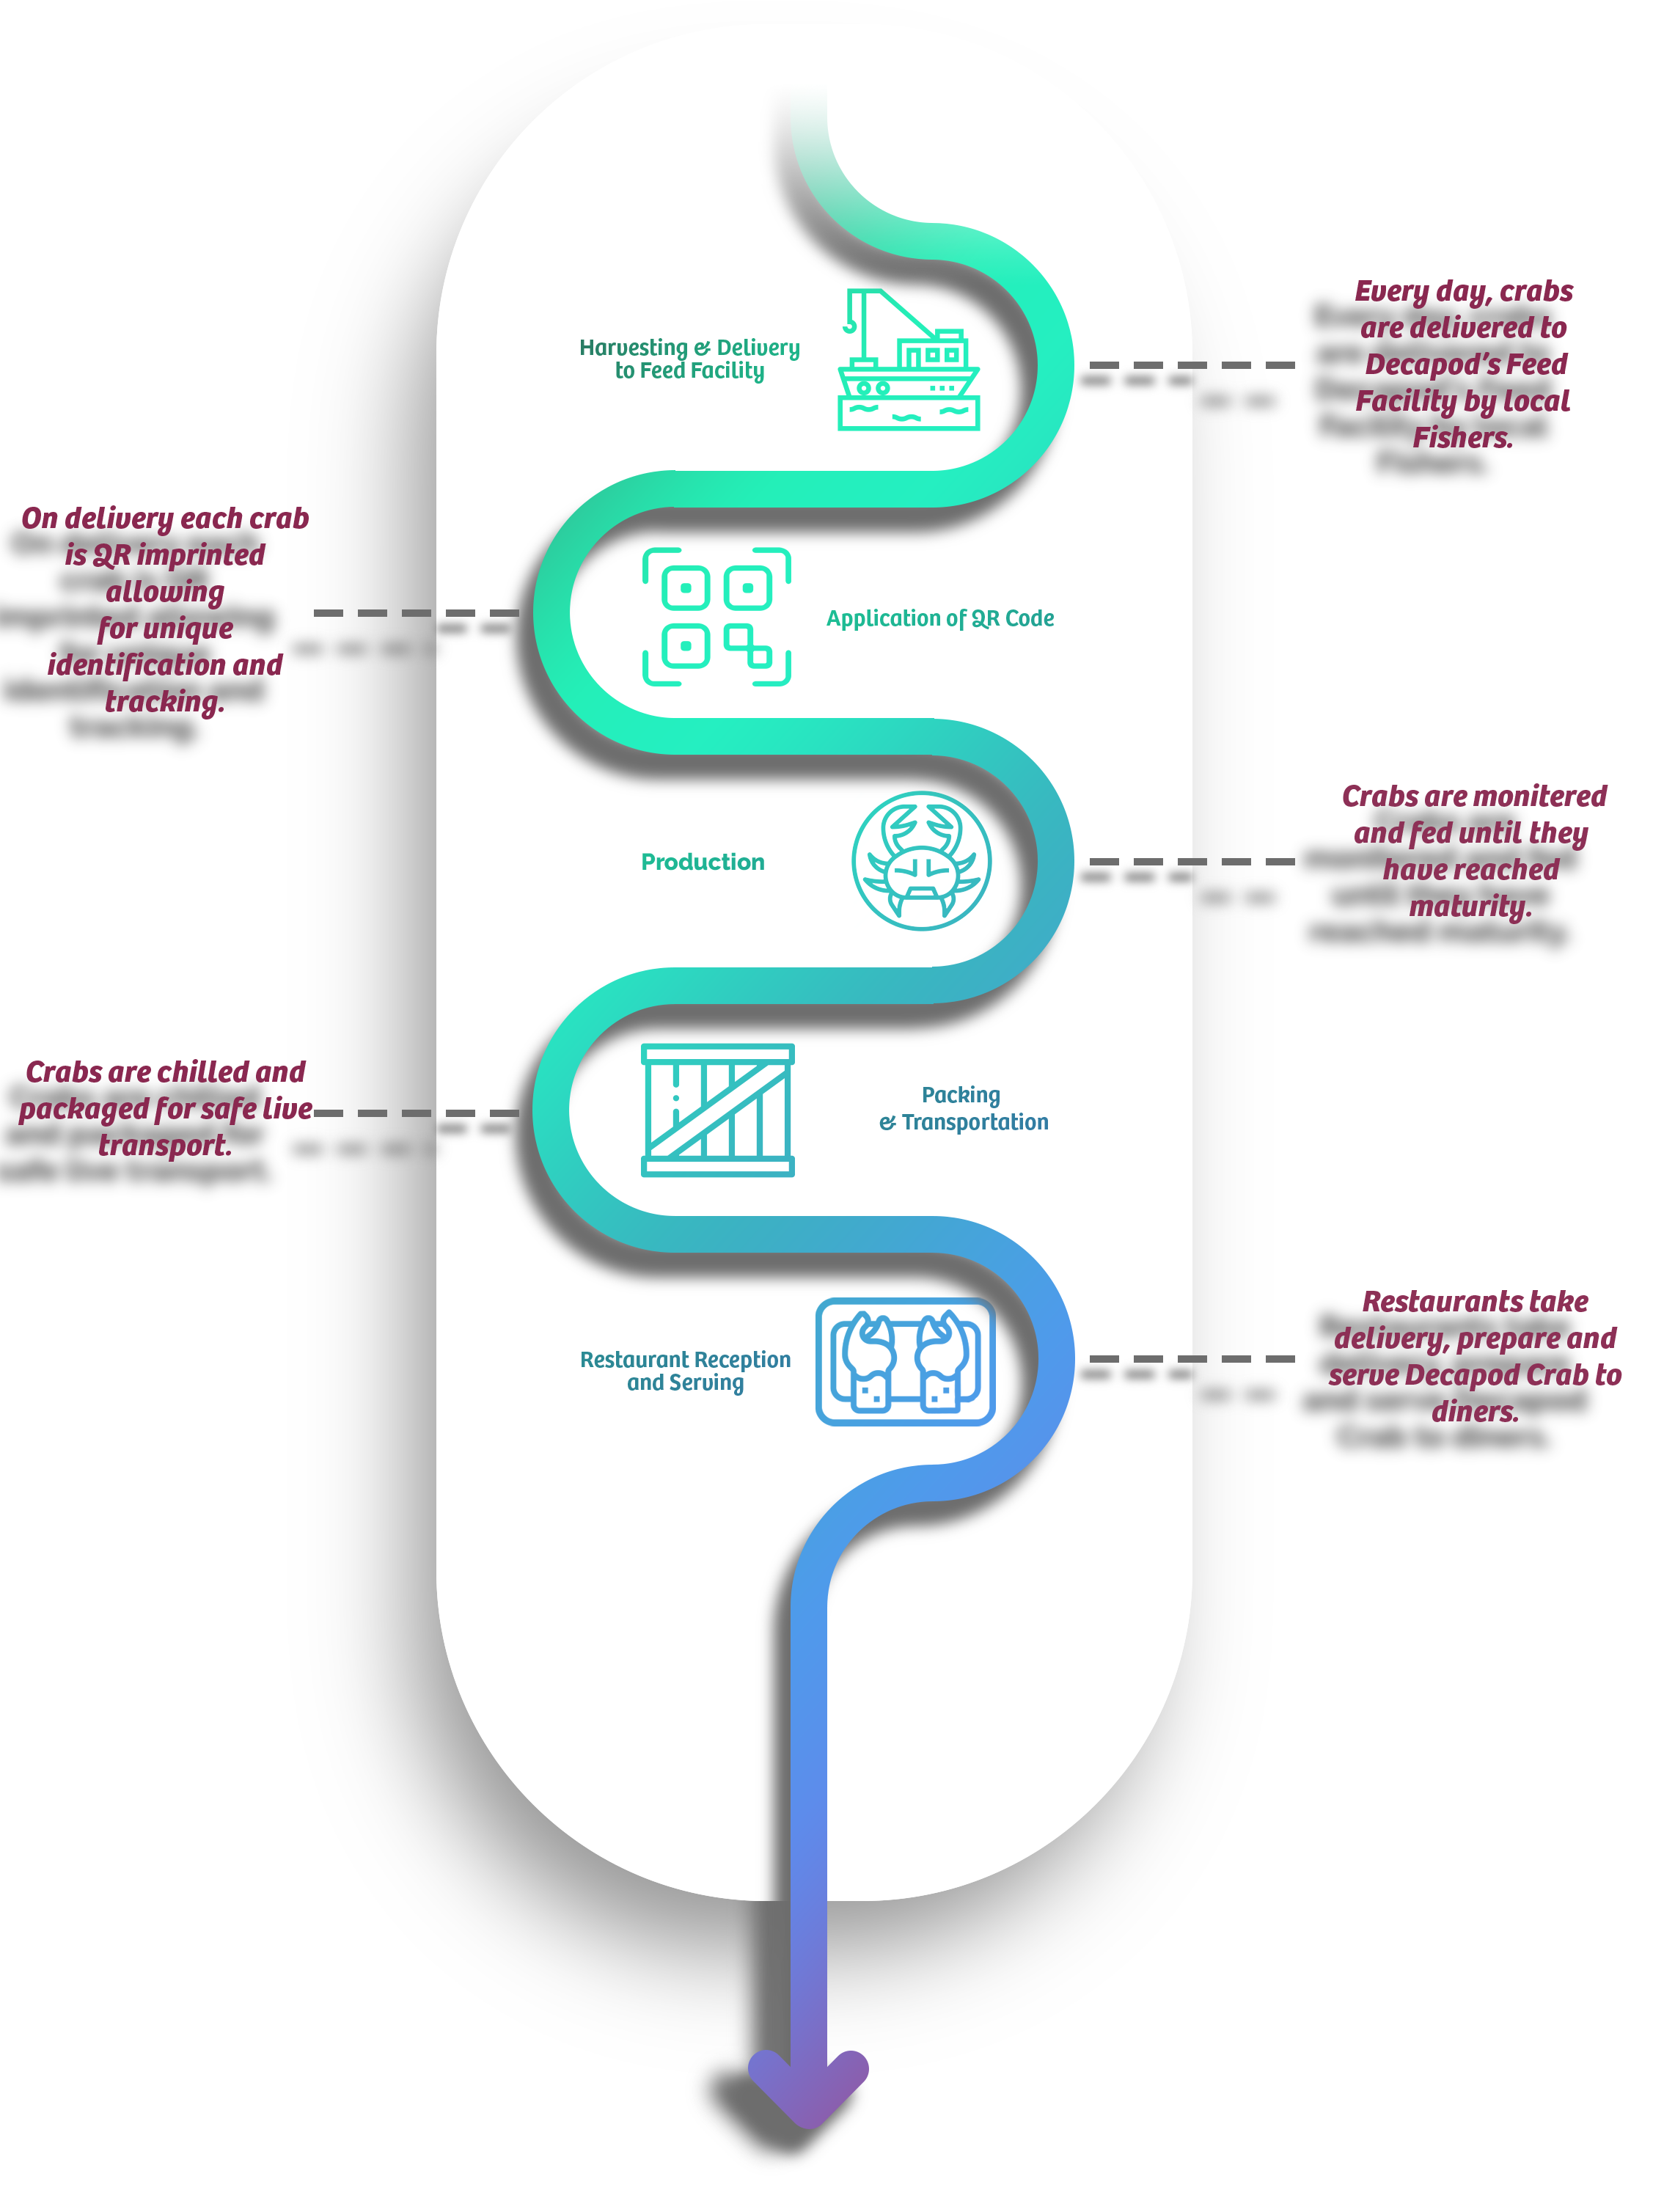 Harvesting & Delivery
to Feed Facility
Every day, crabs
are delivered to
Decapod's Feed
Facility by local
Fishers.
On delivery each crab
is QR imprinted
allowing
for unique
identification and
tracking.
Application of QR Code
Production
Crabs are monitered
and fed until they
have reached
maturity.
Crabs are chilled and
packaged for safe live
transport.
Packing
& Transportation
Restaurant Reception
and Serving
Restaurants take
delivery, prepare and
serve Decapod Crab to
diners.